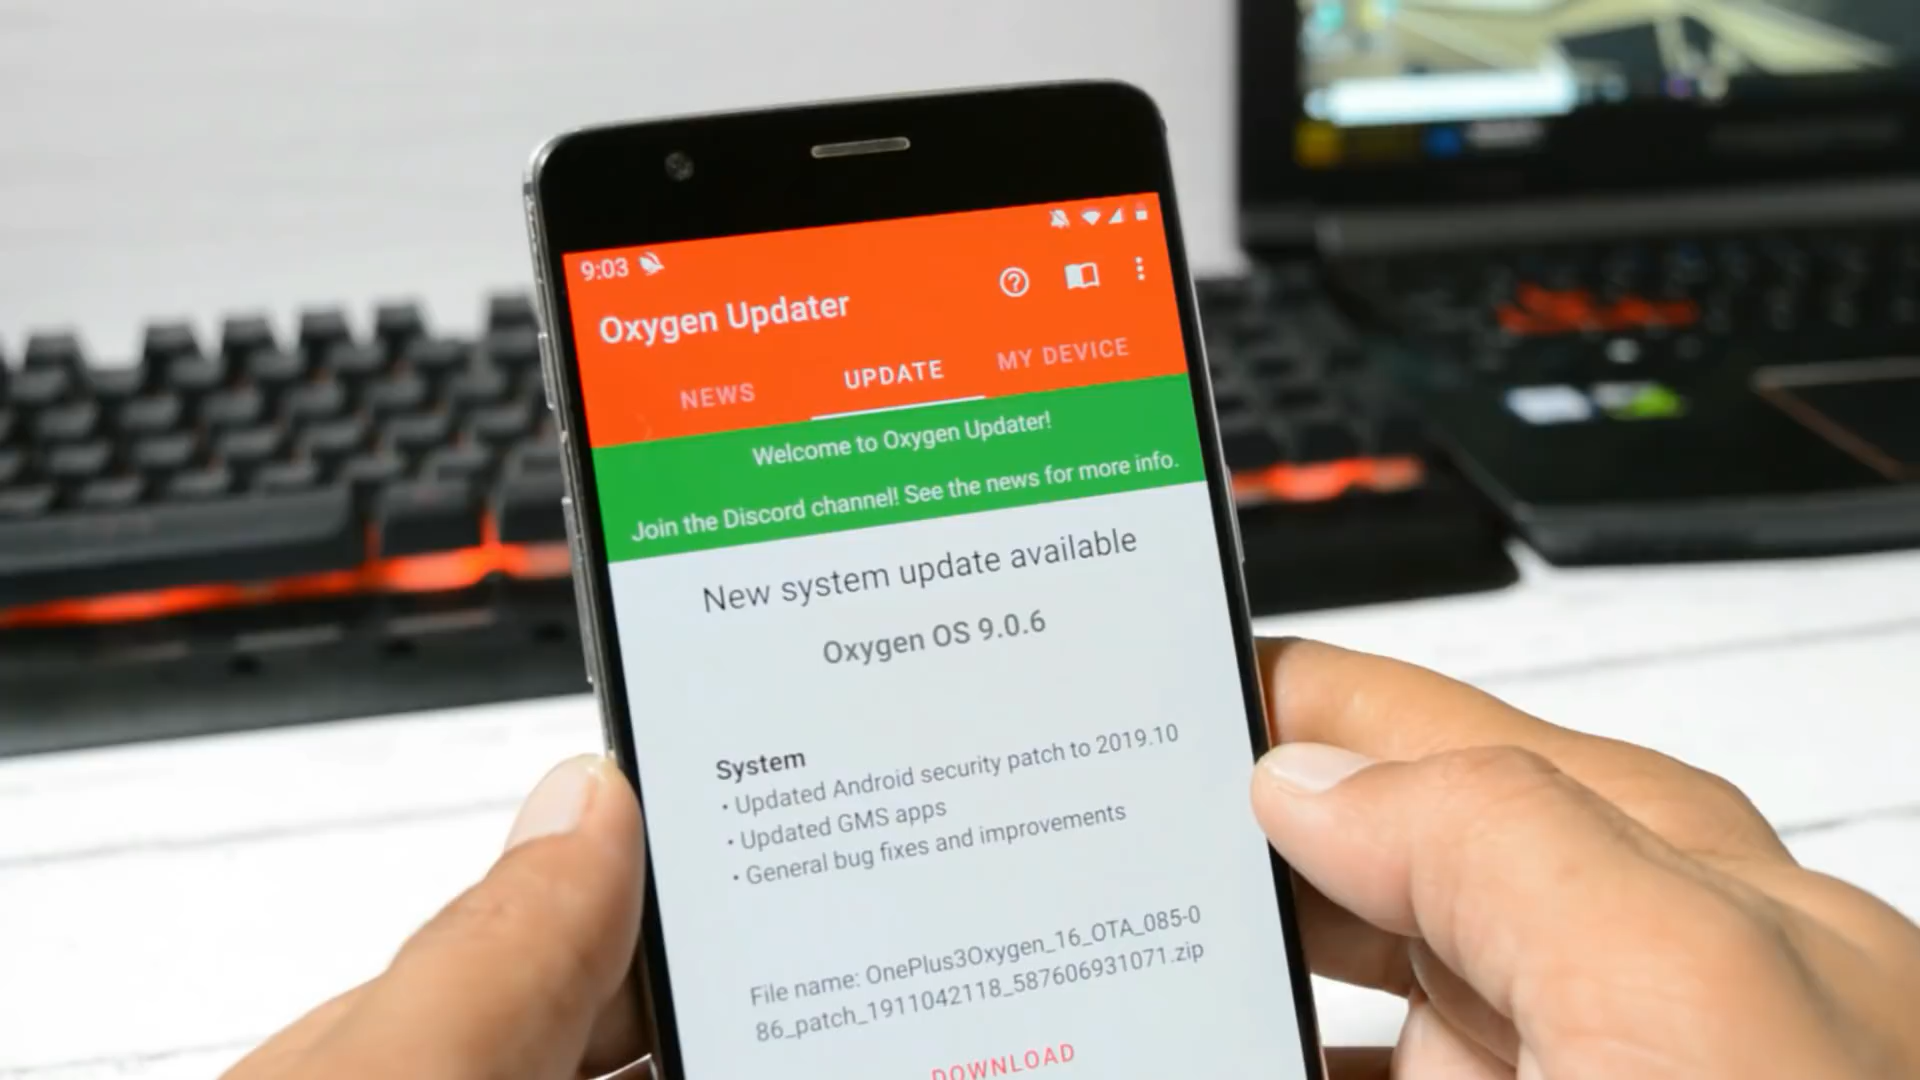 9:03
Oxygen Updater
NEWS UPDATE MY DEVICE
Welcome to Oxygen Updater!
Join the Discord channel! See the news for more info.
New system update available
Oxygen OS 9.0.6
System
• Updated Android security patch to 2019.10
• Updated GMS apps
• General bug fixes and improvements
File name: OnePlus3Oxygen_16_OTA_085-0
86_patch_1911042118_587606931071.zip
DOWNLOAD